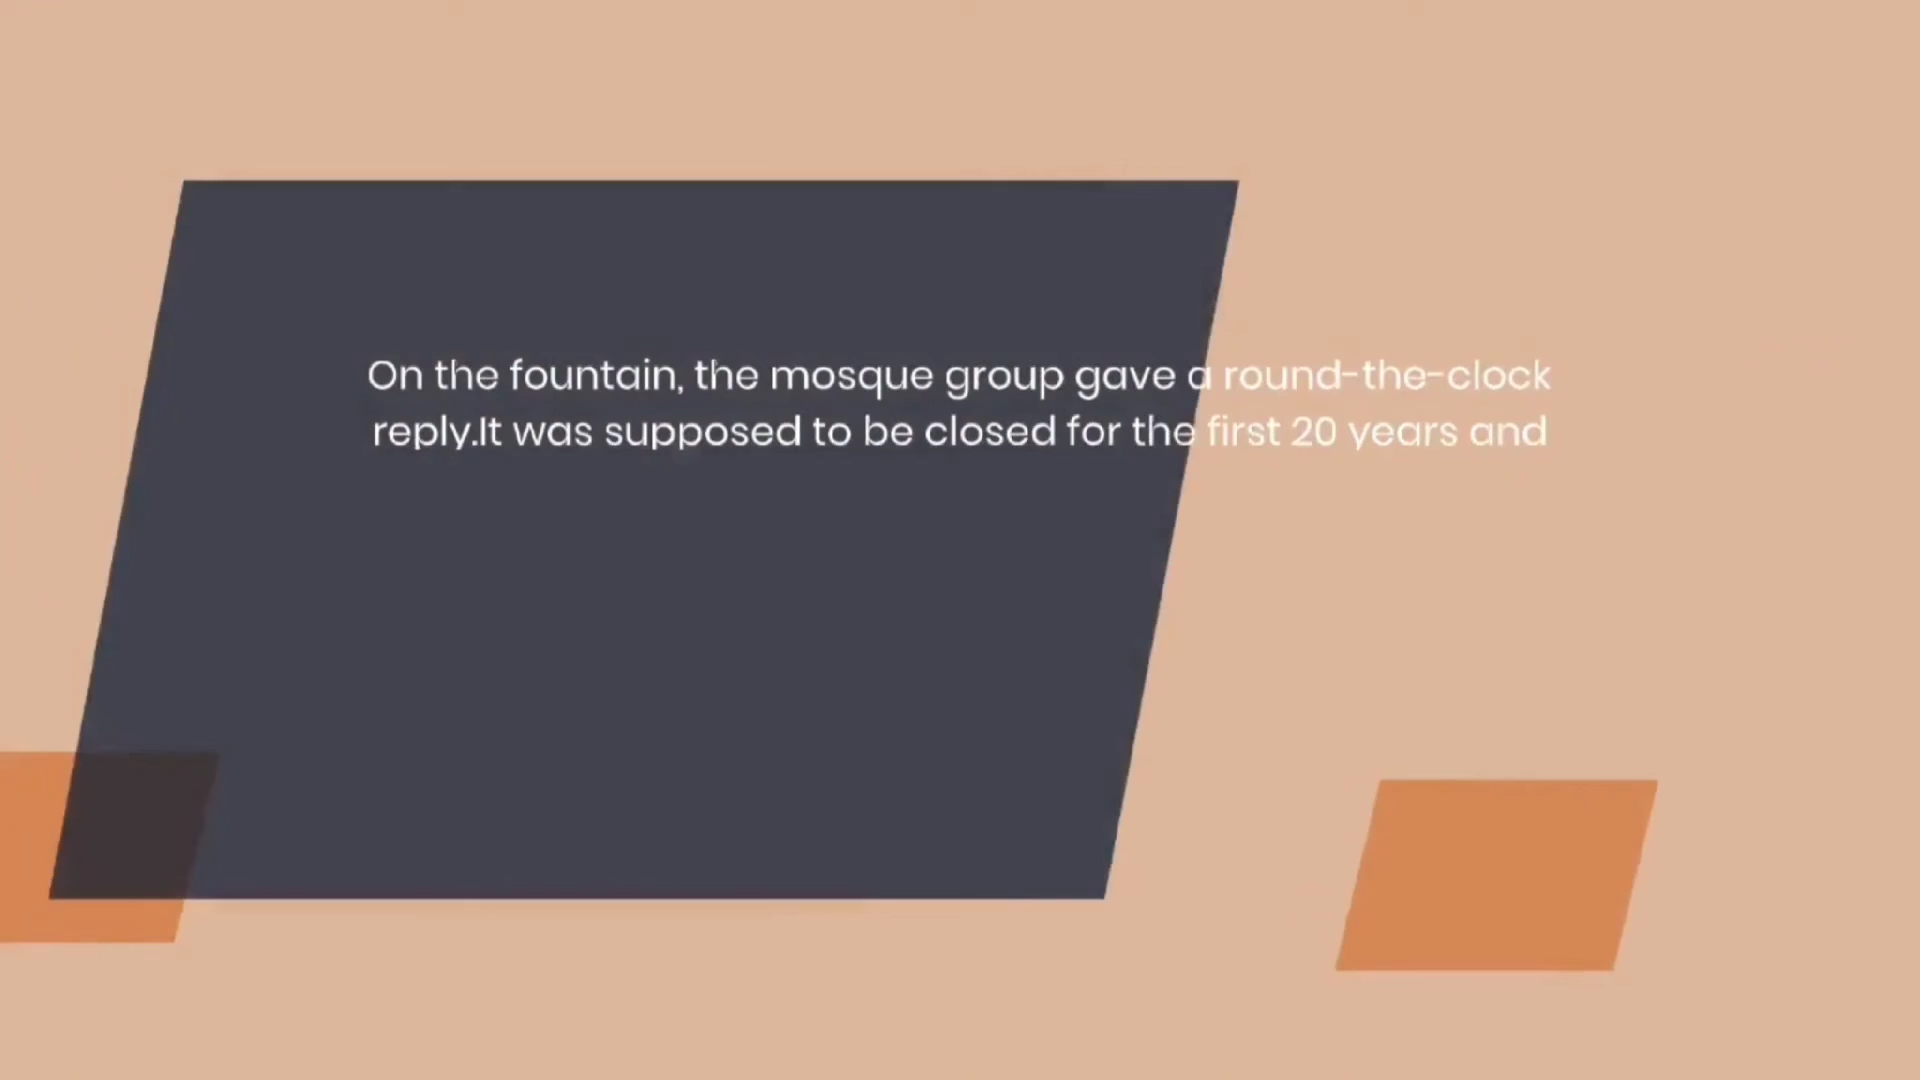 On the fountain, the mosque group gave a round-the-clock
reply.It was supposed to be closed for the first 20 years and